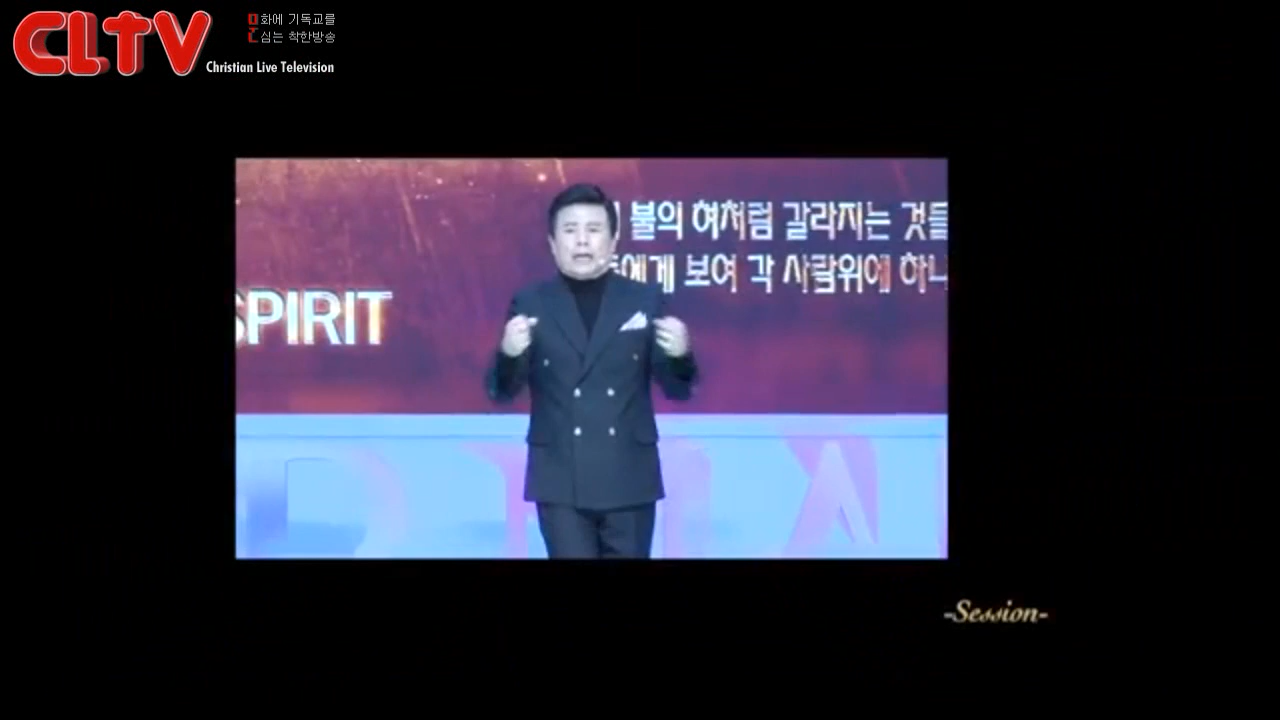 CLTV
문화에 기독교를
심는 착한방송
Christian Live Television
불의 혀처럼 갈라지는 것들
에게 보여 각 사람위에 하나
SPIRIT
-Session-